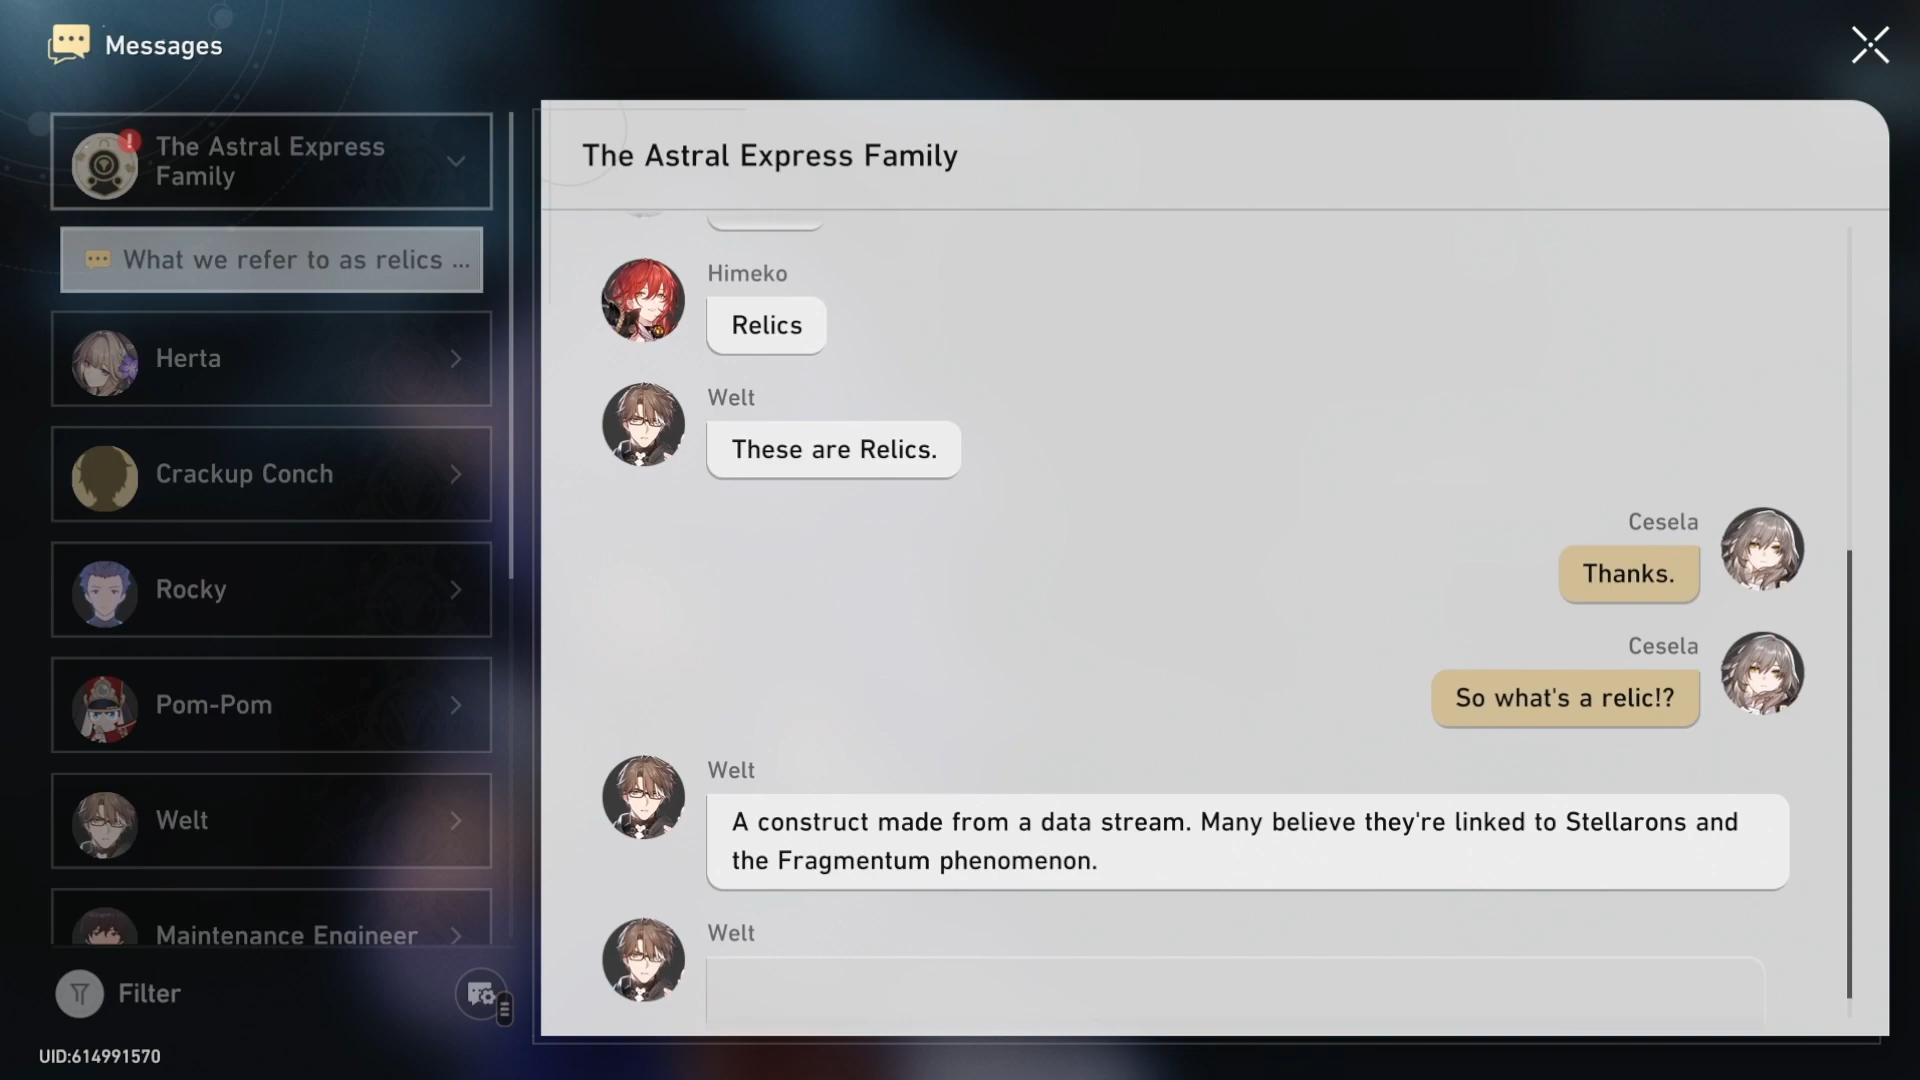 Messages
The Astral Express
Family
What we refer to as relics ...
Herta
Crackup Conch
Rocky
Pom-Pom
Welt
Maintenance Engineer
Filter
UID:614991570
The Astral Express Family
Himeko
Relics
Welt
These are Relics.
Cesela
Thanks.
Cesela
So what's a relic!?
Welt
A construct made from a data stream. Many believe they're linked to Stellarons and
the Fragmentum phenomenon.
Welt